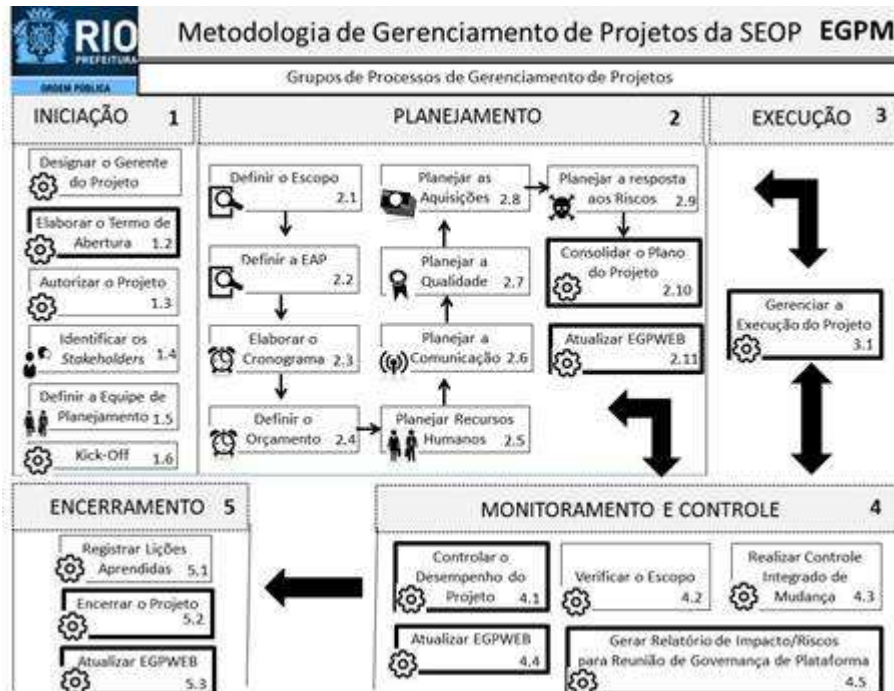 RIO
PREFEITURA
ORDEM PÚBLICA
Metodologia de Gerenciamento de Projetos da SEOP EGPM
Grupos de Processos de Gerenciamento de Projetos
INICIAÇÃO 1
Designar o Gerente
do Projeto
Elaborar o Termo de
Abertura 1.2
Autorizar o Projeto
1.3
Identificar os
Stakeholders 1.4
Definir a Equipe de
Planejamento 1.5
Kick-Off 1.6
PLANEJAMENTO 2
Definir o Escopo
2.1
Definir a EAP
2.2
Elaborar o
Cronograma 2.3
Definir o
Orçamento 2.4
Planejar Recursos
Humanos 2.5
Planejar a
Comunicação 2.6
Planejar a
Qualidade 2.7
Planejar as
Aquisições 2.8
Planejar a resposta
aos Riscos 2.9
Consolidar o Plano
do Projeto
2.10
Atualizar EGPWEB
2.11
EXECUÇÃO 3
Gerenciar a
Execução do Projeto
3.1
MONITORAMENTO E CONTROLE 4
Controlar o
Desempenho do
Projeto 4.1
Verificar o Escopo
4.2
Realizar Controle
Integrado de
Mudança 4.3
Atualizar EGPWEB
4.4
Gerar Relatório de Impacto/Riscos
para Reunião de Governança de Plataforma
4.5
ENCERRAMENTO 5
Registrar Lições
Aprendidas 5.1
Encerrar o Projeto
5.2
Atualizar EGPWEB
5.3